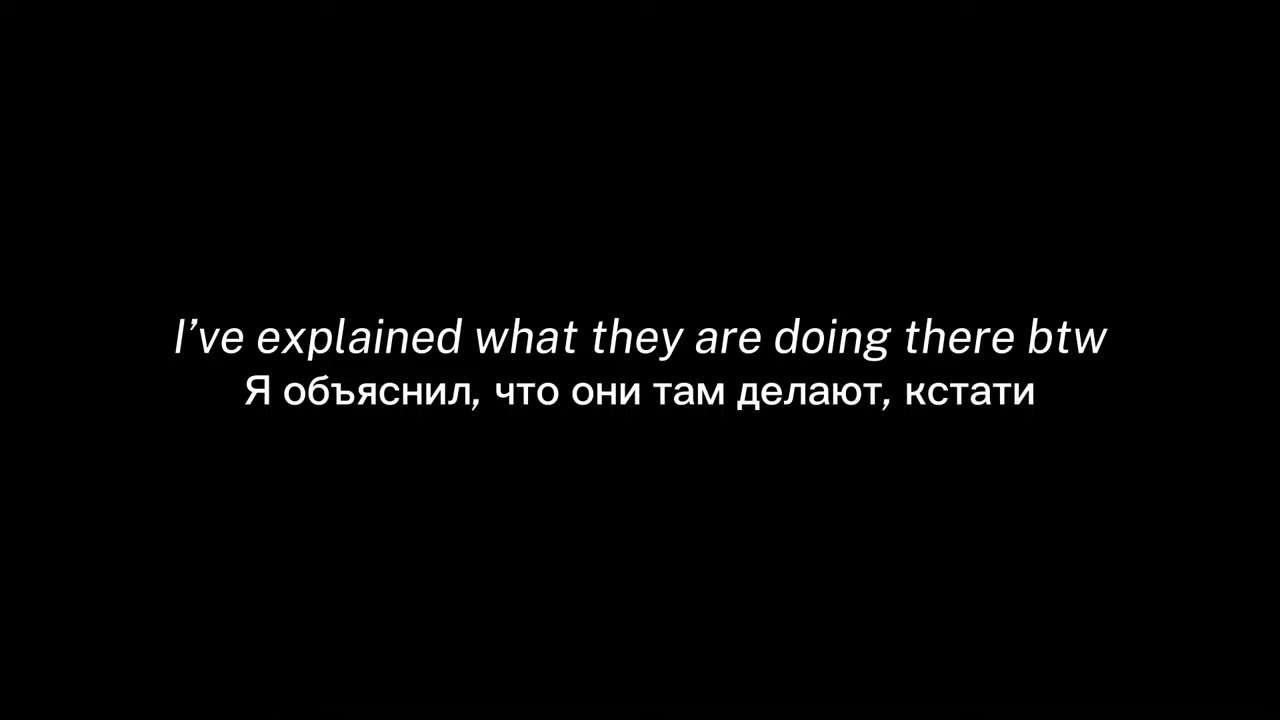 I’ve explained what they are doing there btw
Я объяснил, что они там делают, кстати